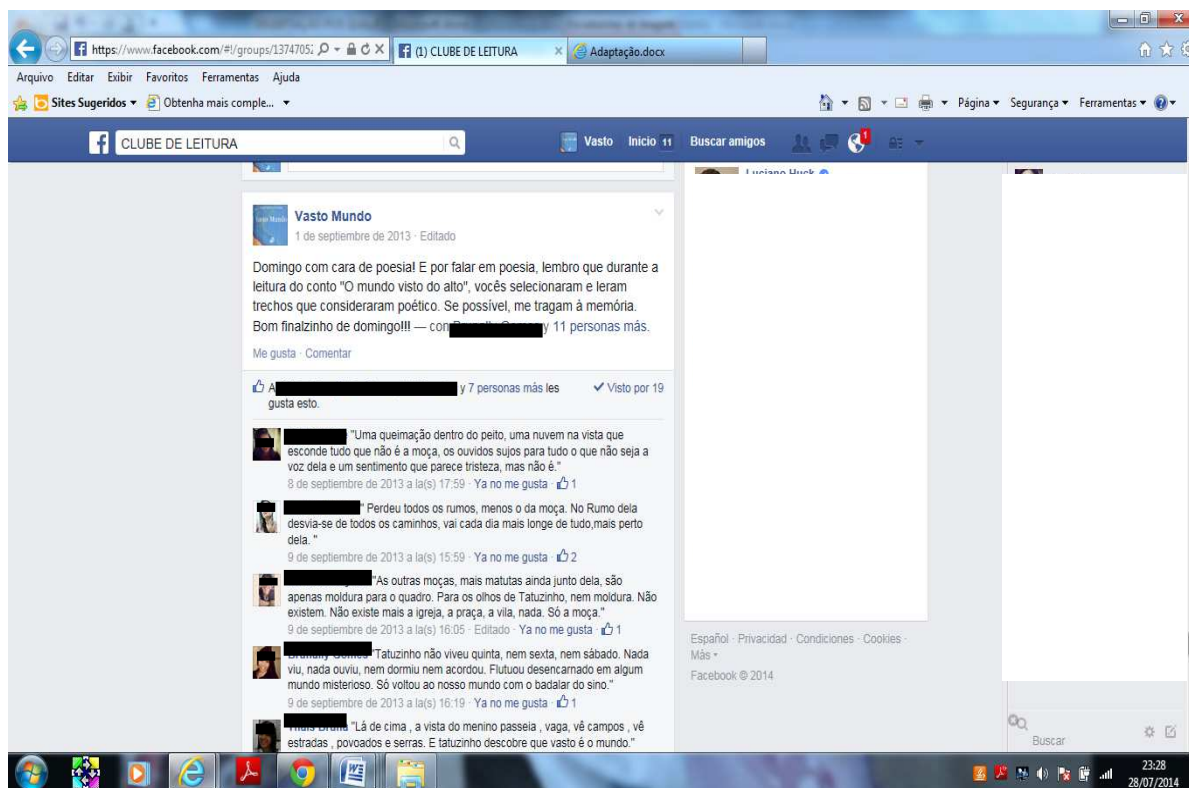 https://www.facebook.com/#!/groups/1374705
(1) CLUBE DE LEITURA
Adaptação.docx
Arquivo Editar Exibir Favoritos Ferramentas Ajuda
Sites Sugeridos Obtenha mais comple... Página Segurança Ferramentas
CLUBE DE LEITURA Vasto Inicio 11 Buscar amigos 1
Luciano Huck
Vasto Mundo
1 de septiembre de 2013 · Editado
Domingo com cara de poesia! E por falar em poesia, lembro que durante a
leitura do conto "O mundo visto do alto", vocês selecionaram e leram
trechos que consideraram poético. Se possível, me tragam à memória.
Bom finalzinho de domingo!!! — con y 11 personas más.
Me gusta · Comentar
A y 7 personas más les
gusta esto.
Visto por 19
"Uma queimação dentro do peito, uma nuvem na vista que
esconde tudo que não é a moça, os ouvidos sujos para tudo o que não seja a
voz dela e um sentimento que parece tristeza, mas não é."
8 de septiembre de 2013 a la(s) 17:59 · Ya no me gusta · 1
" Perdeu todos os rumos, menos o da moça. No Rumo dela
desvia-se de todos os caminhos, vai cada dia mais longe de tudo,mais perto
dela. "
9 de septiembre de 2013 a la(s) 15:59 · Ya no me gusta · 2
"As outras moças, mais matutas ainda junto dela, são
apenas moldura para o quadro. Para os olhos de Tatuzinho, nem moldura. Não
existem. Não existe mais a igreja, a praça, a vila, nada. Só a moça."
9 de septiembre de 2013 a la(s) 16:05 · Editado · Ya no me gusta · 1
"Tatuzinho não viveu quinta, nem sexta, nem sábado. Nada
viu, nada ouviu, nem dormiu nem acordou. Flutuou desencarnado em algum
mundo misterioso. Só voltou ao nosso mundo com o badalar do sino."
9 de septiembre de 2013 a la(s) 16:19 · Ya no me gusta · 1
"Lá de cima , a vista do menino passeia , vaga, vê campos , vê
estradas , povoados e serras. E tatuzinho descobre que vasto é o mundo."
Español · Privacidad · Condiciones · Cookies ·
Más
Facebook © 2014
Buscar
23:28
28/07/2014